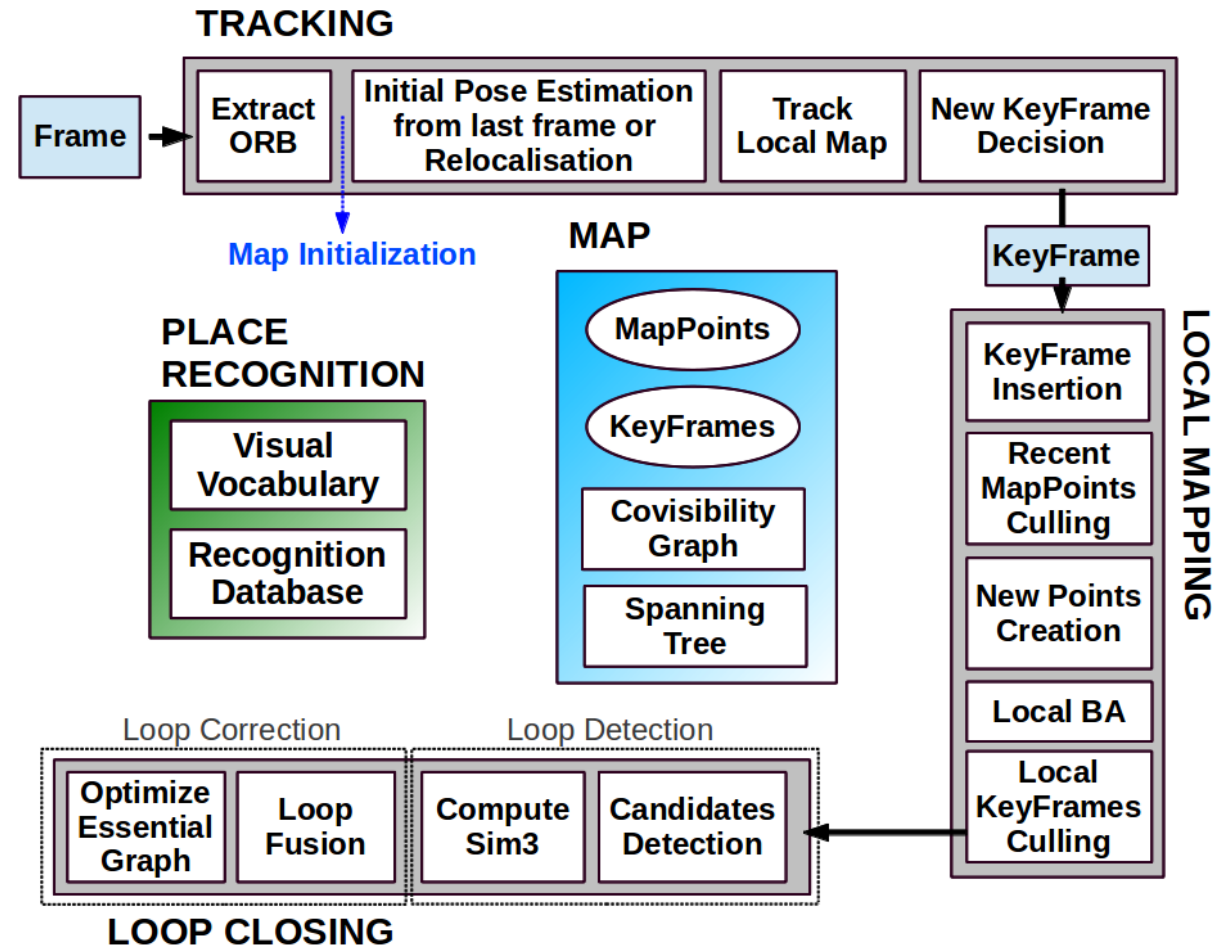 TRACKING
Frame
Extract
ORB
Initial Pose Estimation
from last frame or
Relocalisation
Track
Local Map
New KeyFrame
Decision
Map Initialization
MAP
KeyFrame
PLACE
RECOGNITION
Visual
Vocabulary
Recognition
Database
MapPoints
KeyFrames
Covisibility
Graph
Spanning
Tree
LOCAL MAPPING
KeyFrame
Insertion
Recent
MapPoints
Culling
New Points
Creation
Local BA
Local
KeyFrames
Culling
Loop Correction
Loop Detection
Optimize
Essential
Graph
Loop
Fusion
Compute
Sim3
Candidates
Detection
LOOP CLOSING